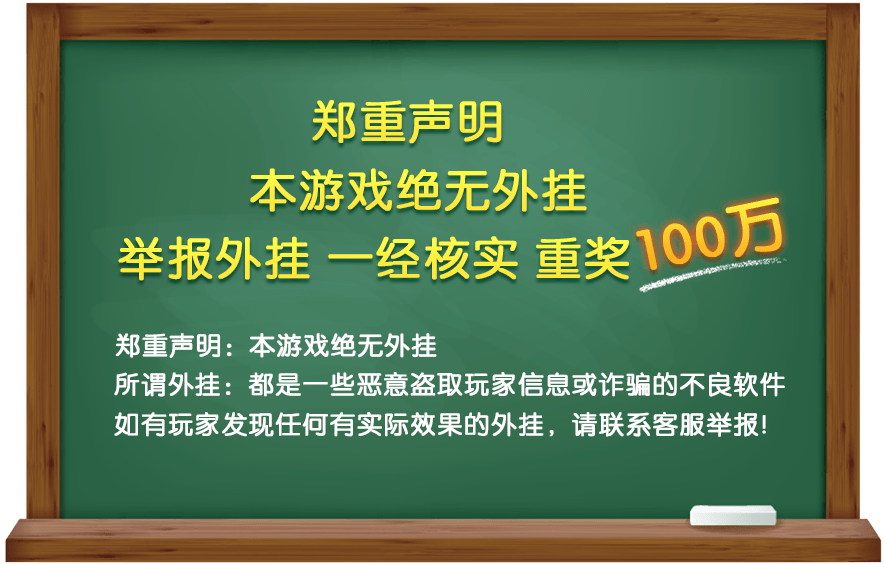 郑重声明
本游戏绝无外挂
举报外挂 一经核实 重奖100万
郑重声明：本游戏绝无外挂
所谓外挂：都是一些恶意盗取玩家信息或诈骗的不良软件
如有玩家发现任何有实际效果的外挂，请联系客服举报!